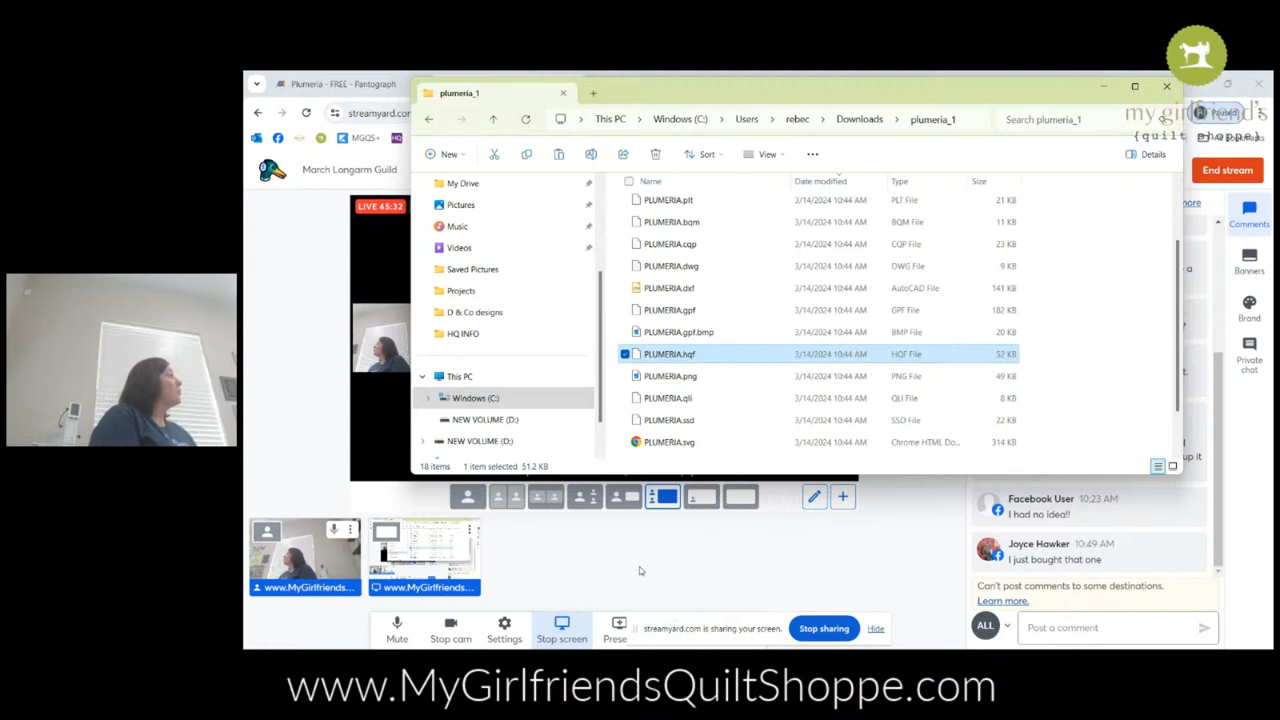 my girlfriend's
{quilt shoppe}
Plumeria - FREE - Pantograph
streamyard.com
MGQS+
March Longarm Guild
End stream
LIVE 45:32
plumeria_1
This PC > Windows (C:) > Users > rebec > Downloads > plumeria_1
Search plumeria_1
New
Sort
View
Details
My Drive
Pictures
Music
Videos
Saved Pictures
Projects
D & Co designs
HQ INFO
This PC
Windows (C:)
NEW VOLUME (D:)
NEW VOLUME (D:)
Name Date modified Type Size
PLUMERIA.plt 3/14/2024 10:44 AM PLT File 21 KB
PLUMERIA.bqm 3/14/2024 10:44 AM BQM File 22 KB
PLUMERIA.cqp 3/14/2024 10:44 AM CQP File 23 KB
PLUMERIA.dwg 3/14/2024 10:44 AM DWG File 9 KB
PLUMERIA.dxf 3/14/2024 10:44 AM AutoCAD File 141 KB
PLUMERIA.gpf 3/14/2024 10:44 AM GPF File 182 KB
PLUMERIA.gpf.bmp 3/14/2024 10:44 AM BMP File 20 KB
PLUMERIA.hqf 3/14/2024 10:44 AM HQF File 52 KB
PLUMERIA.png 3/14/2024 10:44 AM PNG File 49 KB
PLUMERIA.qli 3/14/2024 10:44 AM QLI File 8 KB
PLUMERIA.ssd 3/14/2024 10:44 AM SSD File 22 KB
PLUMERIA.svg 3/14/2024 10:44 AM Chrome HTML Do... 314 KB
18 items 1 item selected 51.2 KB
more
Comments
Banners
Brand
Private
chat
Facebook User 10:23 AM
I had no idea!!
Joyce Hawker 10:49 AM
I just bought that one
Can't post comments to some destinations.
Learn more.
ALL
Post a comment
www.MyGirlfriends...
www.MyGirlfriends...
Mute
Stop cam
Settings
Stop screen
Prese
streamyard.com is sharing your screen.
Stop sharing
Hide
www.MyGirlfriendsQuiltShoppe.com